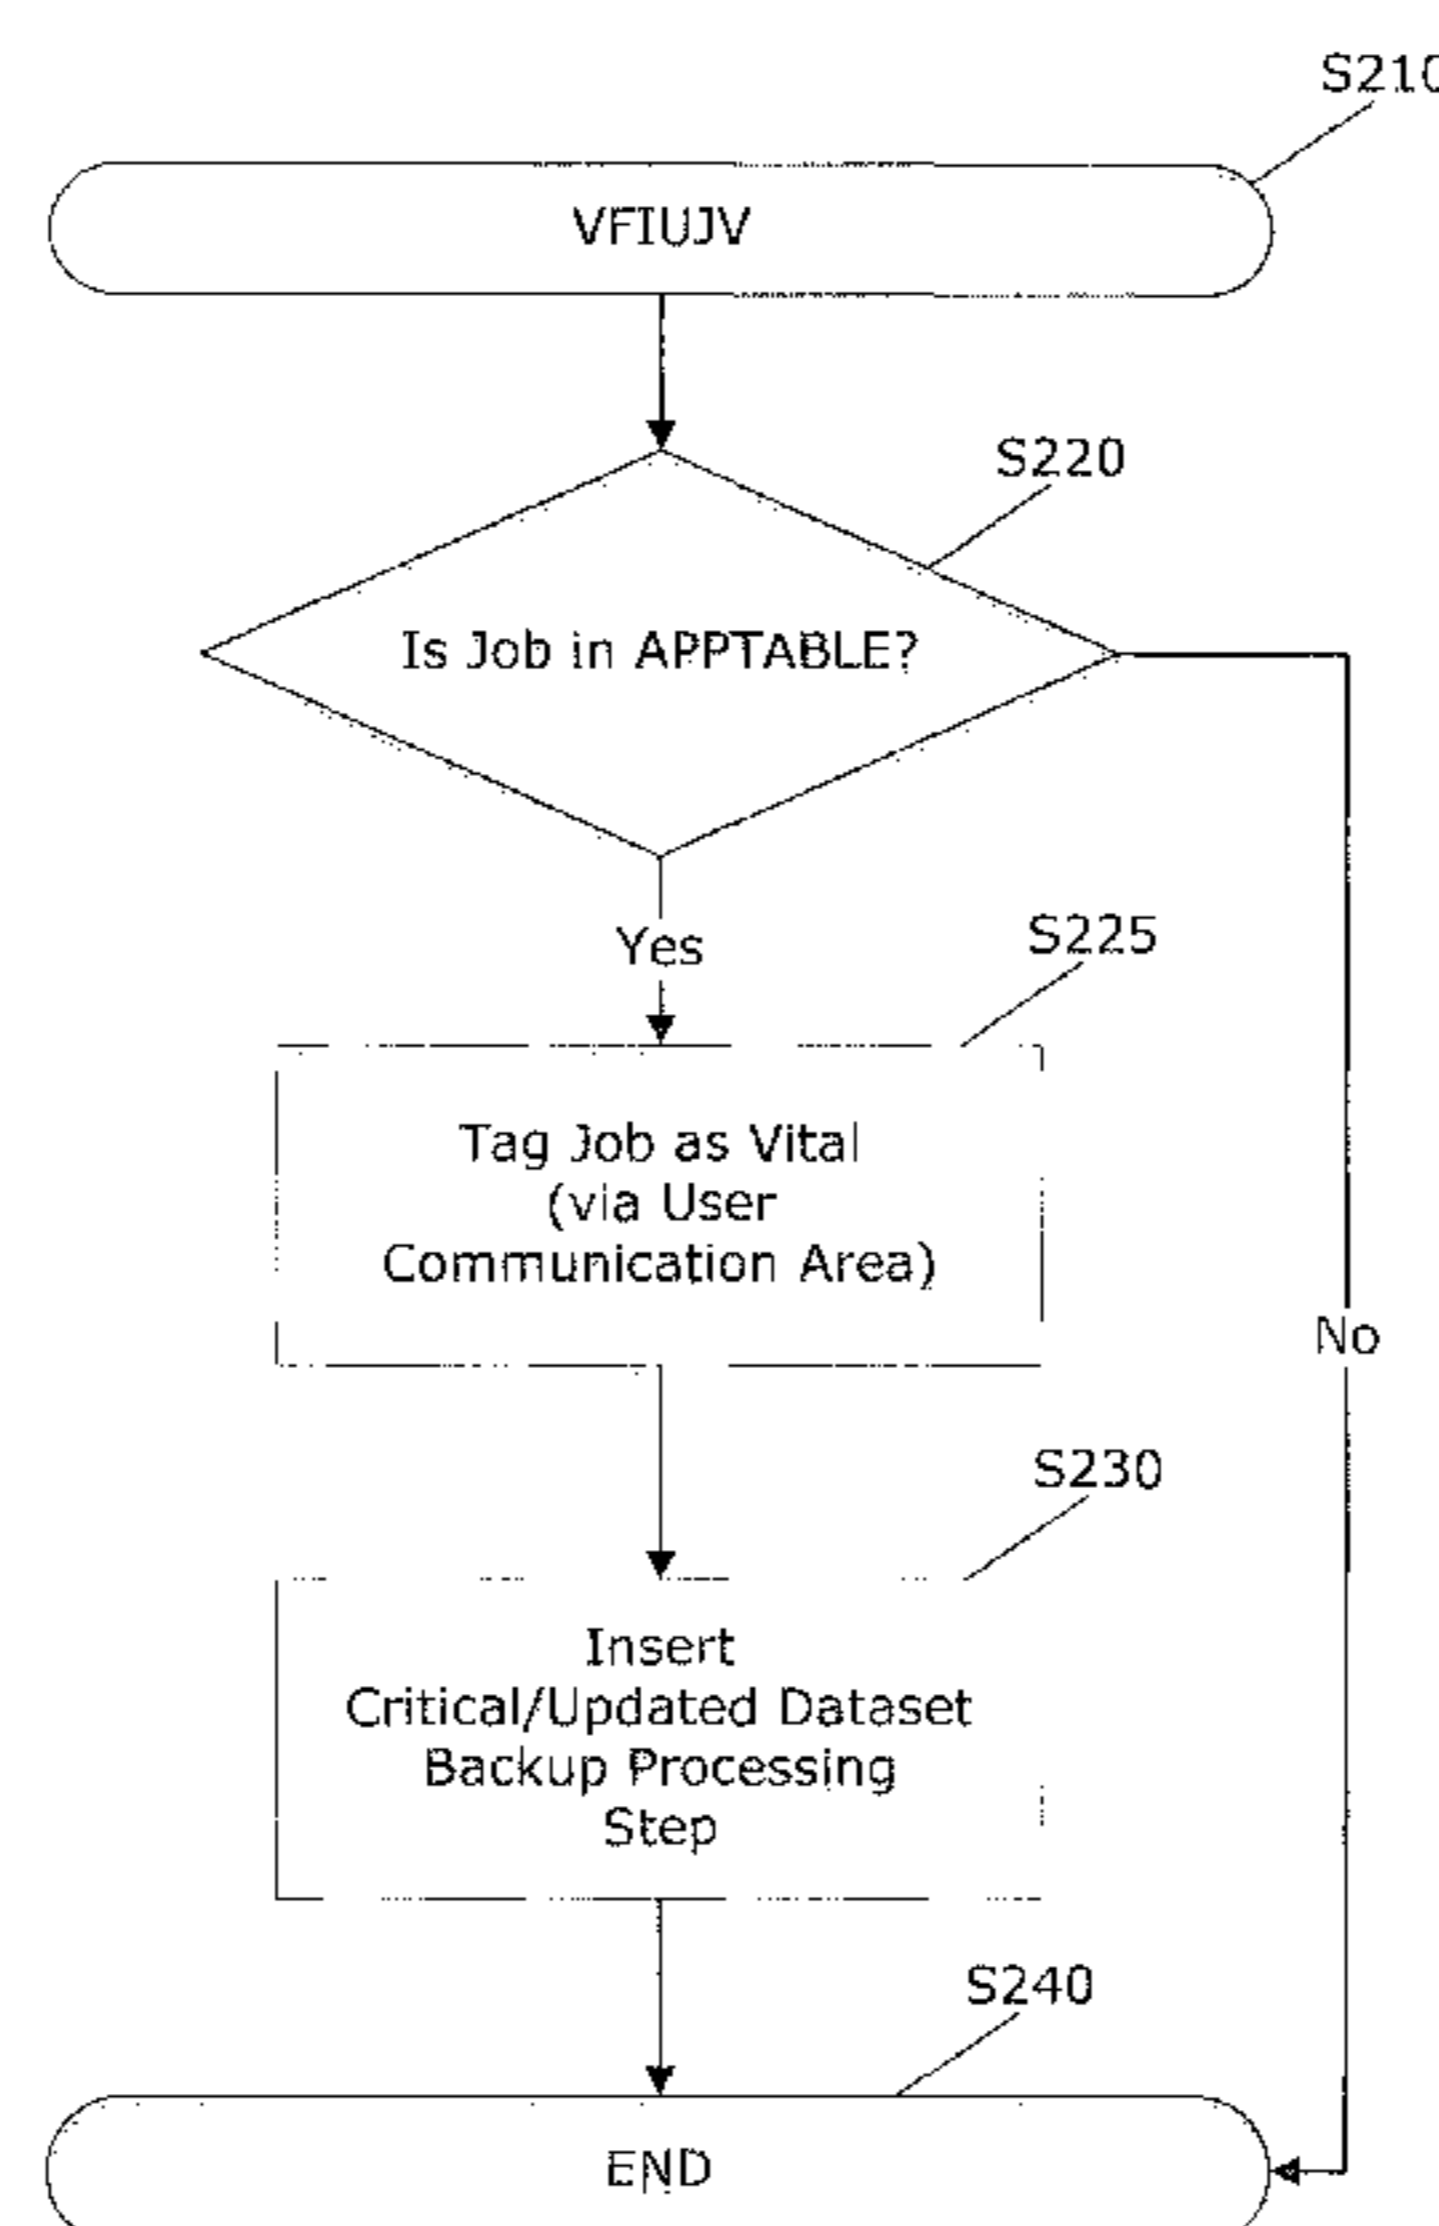 S210
VFIUJV
S220
Is Job in APPTABLE?
Yes
S225
Tag Job as Vital
(via User
Communication Area)
No
S230
Insert
Critical/Updated Dataset
Backup Processing
Step
S240
END